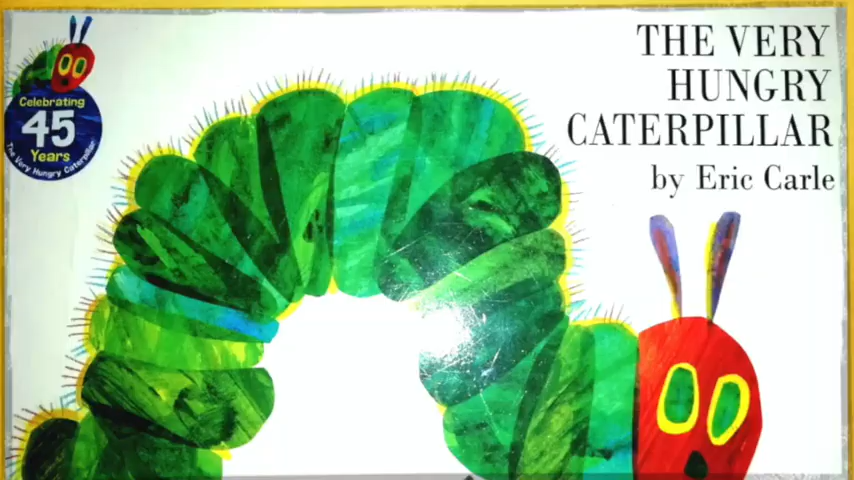 THE VERY
HUNGRY
CATERPILLAR
by Eric Carle
Celebrating
45
Years
The Very Hungry Caterpillar